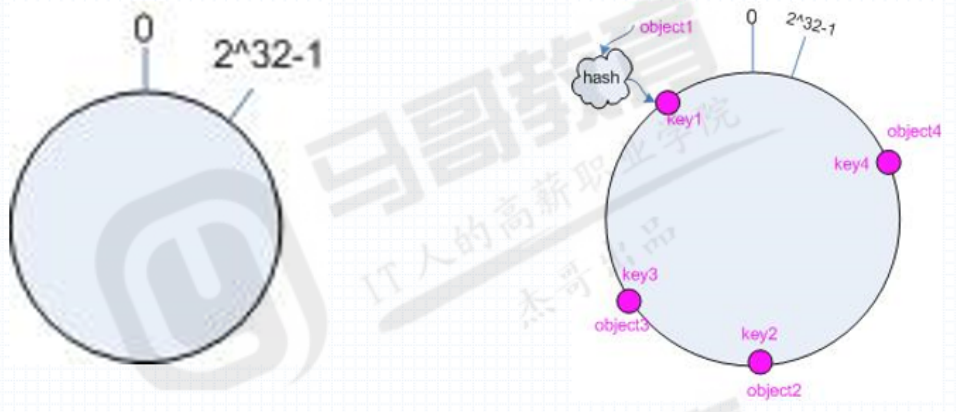 0
2^32-1
object1
0
2^32-1
hash
key1
object4
key4
key3
object3
key2
object2
马哥教育
IT人的高薪职业学院
杰哥出品